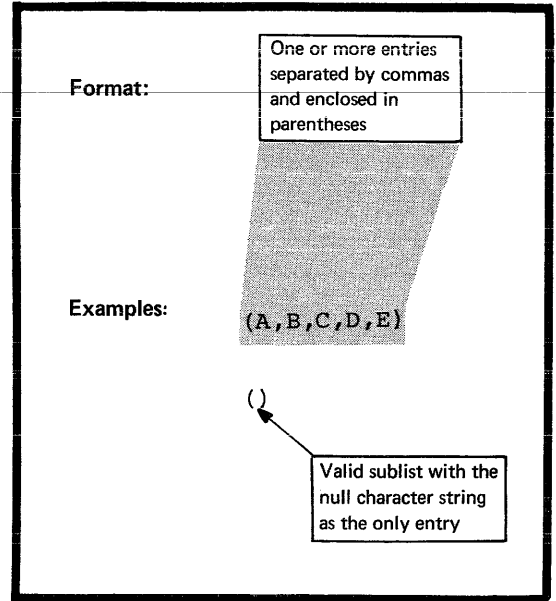 One or more entries
separated by commas
Format:
and enclosed in
parentheses
Examples:
(A,B,C,D,E)
()
Valid sublist with the
null character string
as the only entry